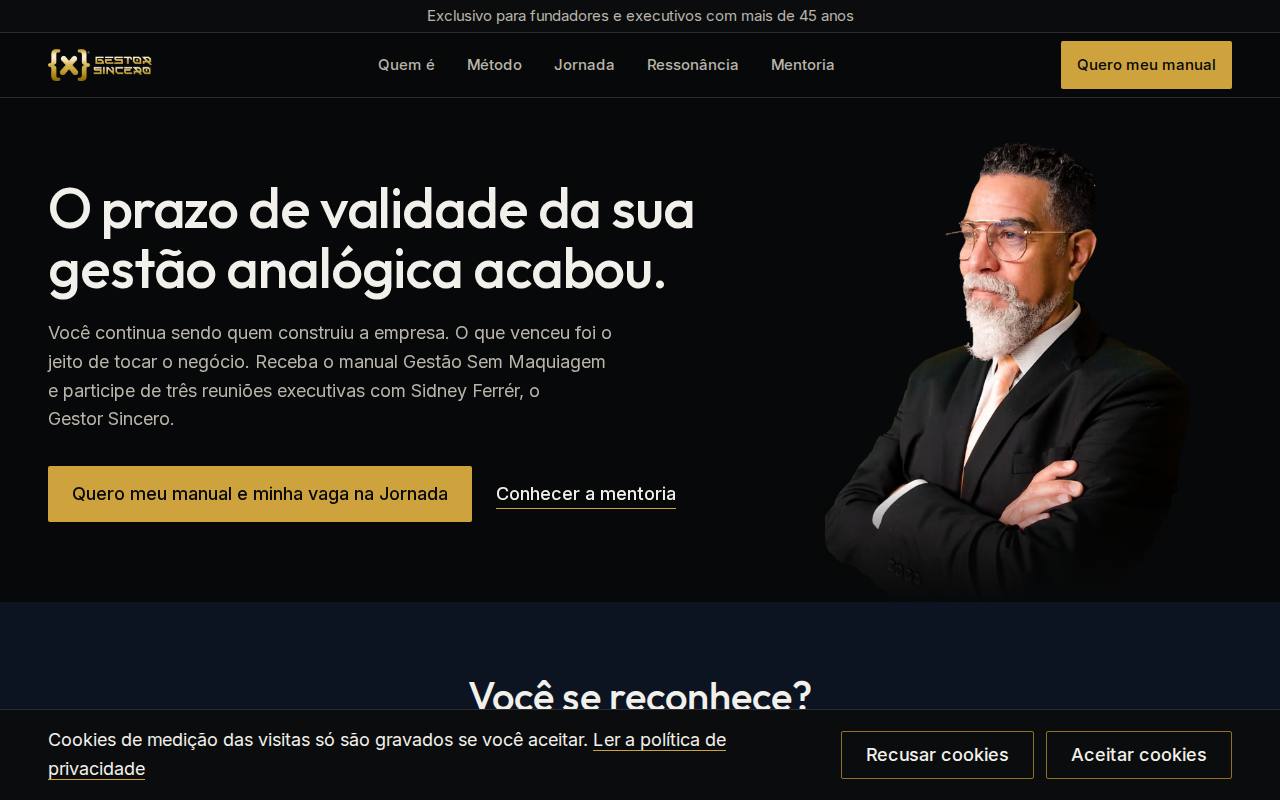 Exclusivo para fundadores e executivos com mais de 45 anos
{X} GESTOR
SINCERO
Quem é
Método
Jornada
Ressonância
Mentoria
Quero meu manual
O prazo de validade da sua
gestão analógica acabou.
Você continua sendo quem construiu a empresa. O que venceu foi o
jeito de tocar o negócio. Receba o manual Gestão Sem Maquiagem
e participe de três reuniões executivas com Sidney Ferrér, o
Gestor Sincero.
Quero meu manual e minha vaga na Jornada
Conhecer a mentoria
Você se reconhece?
Cookies de medição das visitas só são gravados se você aceitar. Ler a política de
privacidade
Recusar cookies
Aceitar cookies